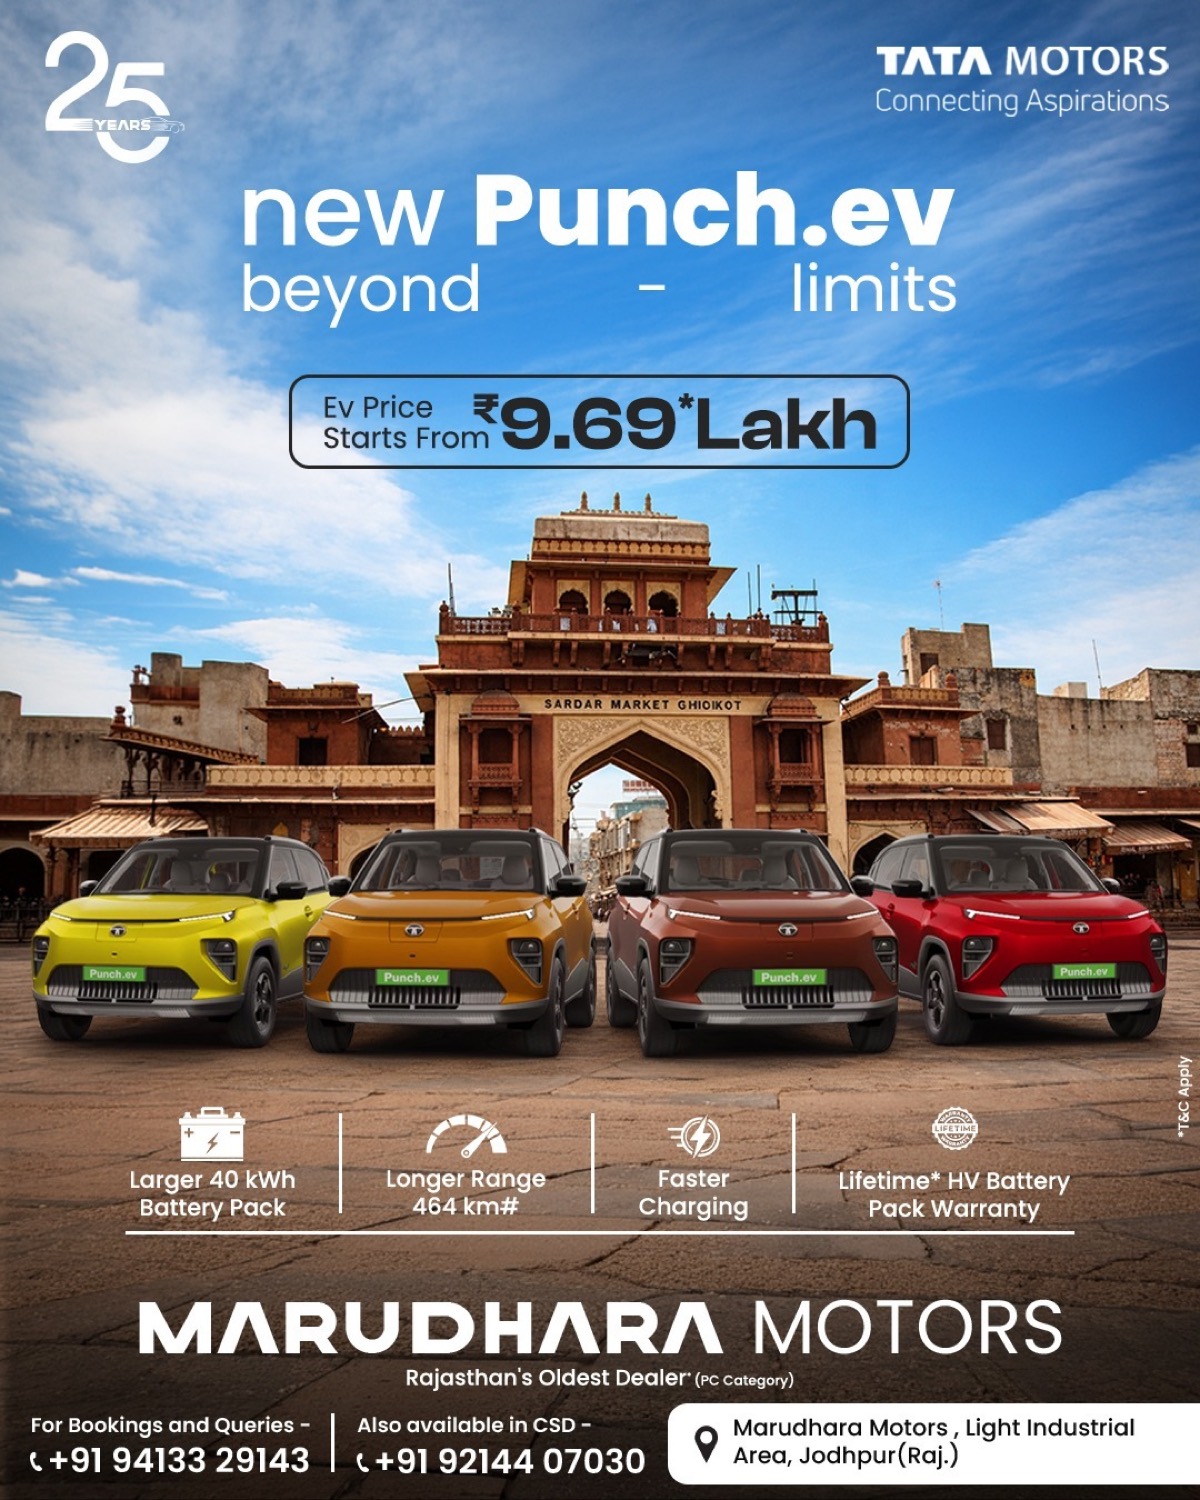 25
YEARS
TATA MOTORS
Connecting Aspirations
new Punch.ev
beyond - limits
Ev Price
Starts From ₹9.69*Lakh
SARDAR MARKET GHIOIKOT
Punch.ev
Punch.ev
Punch.ev
Punch.ev
*T&C Apply
Larger 40 kWh
Battery Pack
Longer Range
464 km#
Faster
Charging
WARRANTY
LIFETIME
WARRANTY
Lifetime* HV Battery
Pack Warranty
MARUDHARA MOTORS
Rajasthan's Oldest Dealer* (PC Category)
For Bookings and Queries -
+91 94133 29143
Also available in CSD -
+91 92144 07030
Marudhara Motors , Light Industrial
Area, Jodhpur(Raj.)